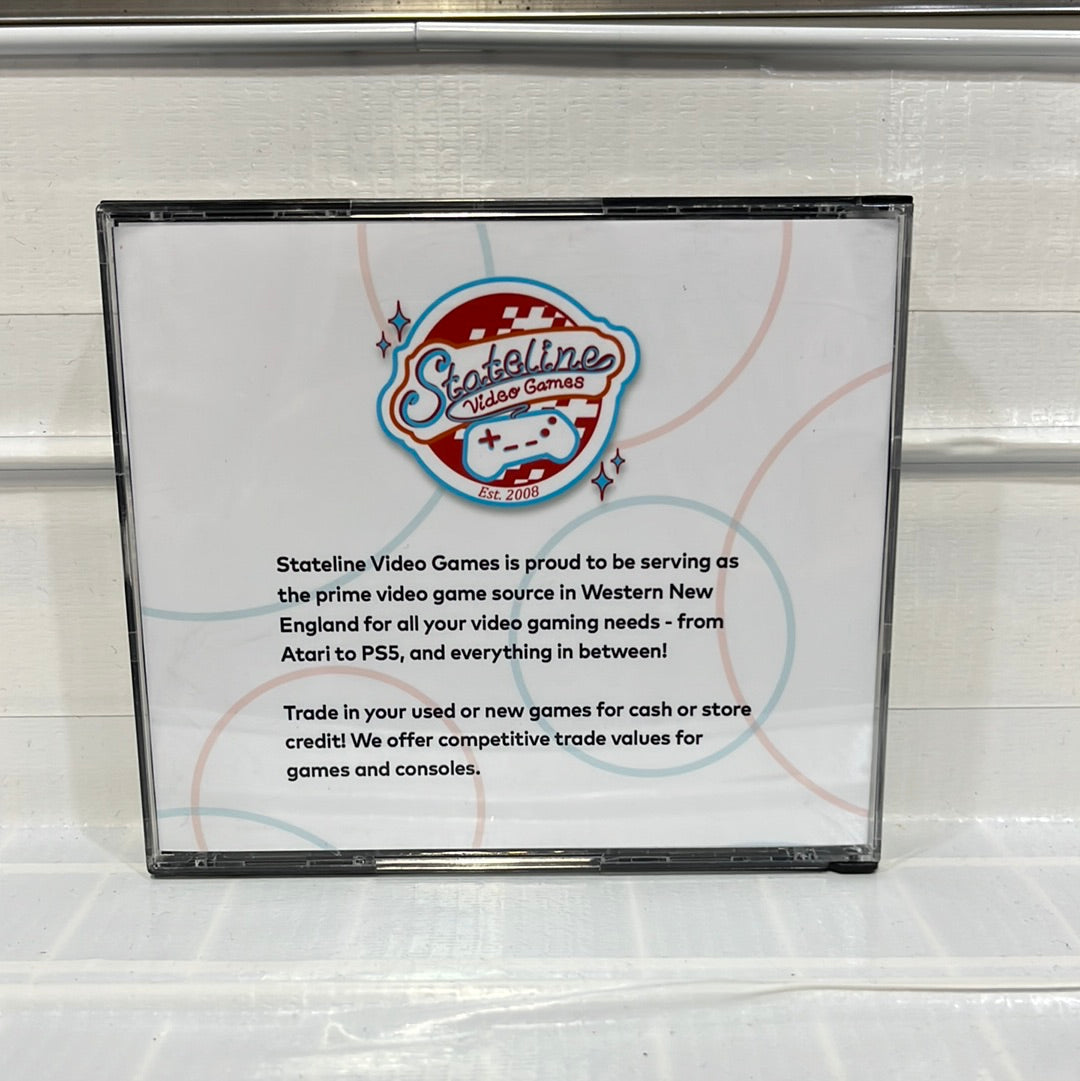 Stateline
Video Games
Est. 2008
Stateline Video Games is proud to be serving as
the prime video game source in Western New
England for all your video gaming needs - from
Atari to PS5, and everything in between!
Trade in your used or new games for cash or store
credit! We offer competitive trade values for
games and consoles.